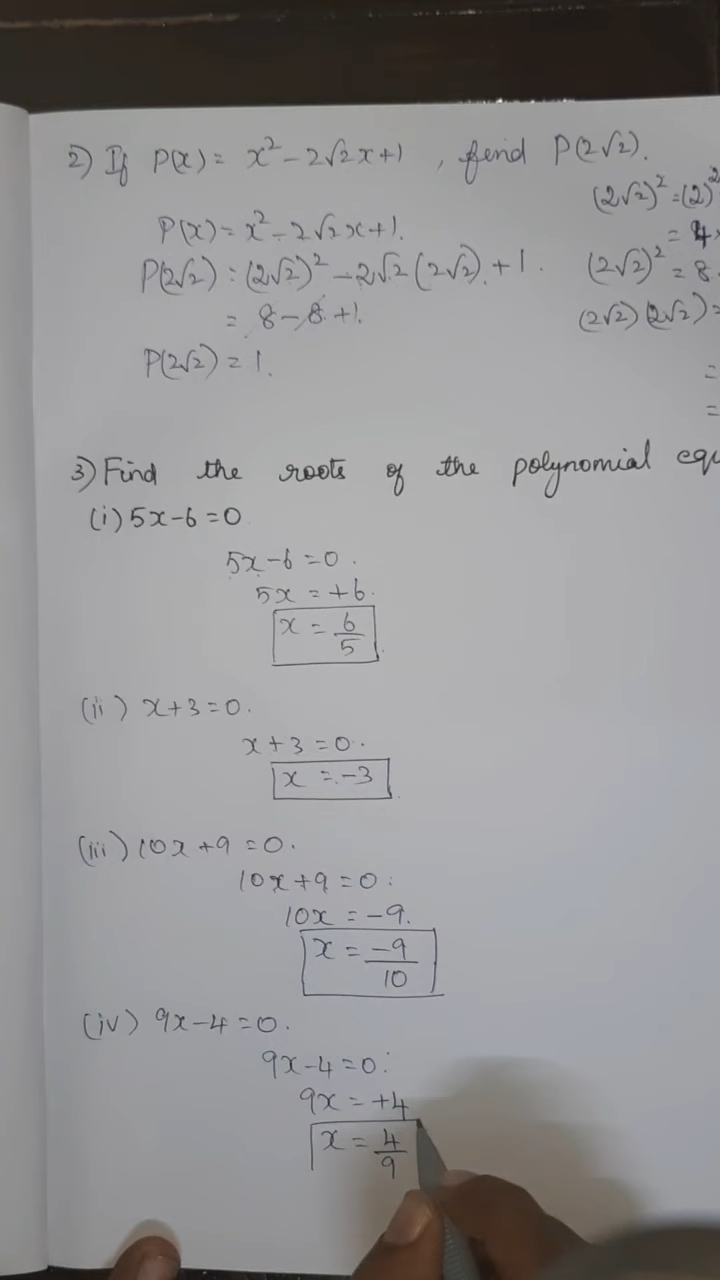 2) If P(x) = x² - 2√2x+1, fend P(2√2).
(2√2)² = (2)²
P(x) = x² - 2√2x+1.
= 4×
P(2√2) = (2√2)² - 2√2 (2√2) + 1.
(2√2)² = 8.
= 8 - 8 + 1.
(2√2) (2√2) =
P(2√2) = 1.
=
=
3) Find the roots of the polynomial equ
(i) 5x-6=0
5x-6=0.
5x = +6.
x = 6/5
(ii) x+3=0.
x+3=0.
x = -3
(iii) 10x+9=0.
10x+9=0.
10x = -9.
x = -9/10
(iv) 9x-4=0.
9x-4=0.
9x = +4
x = 4/9